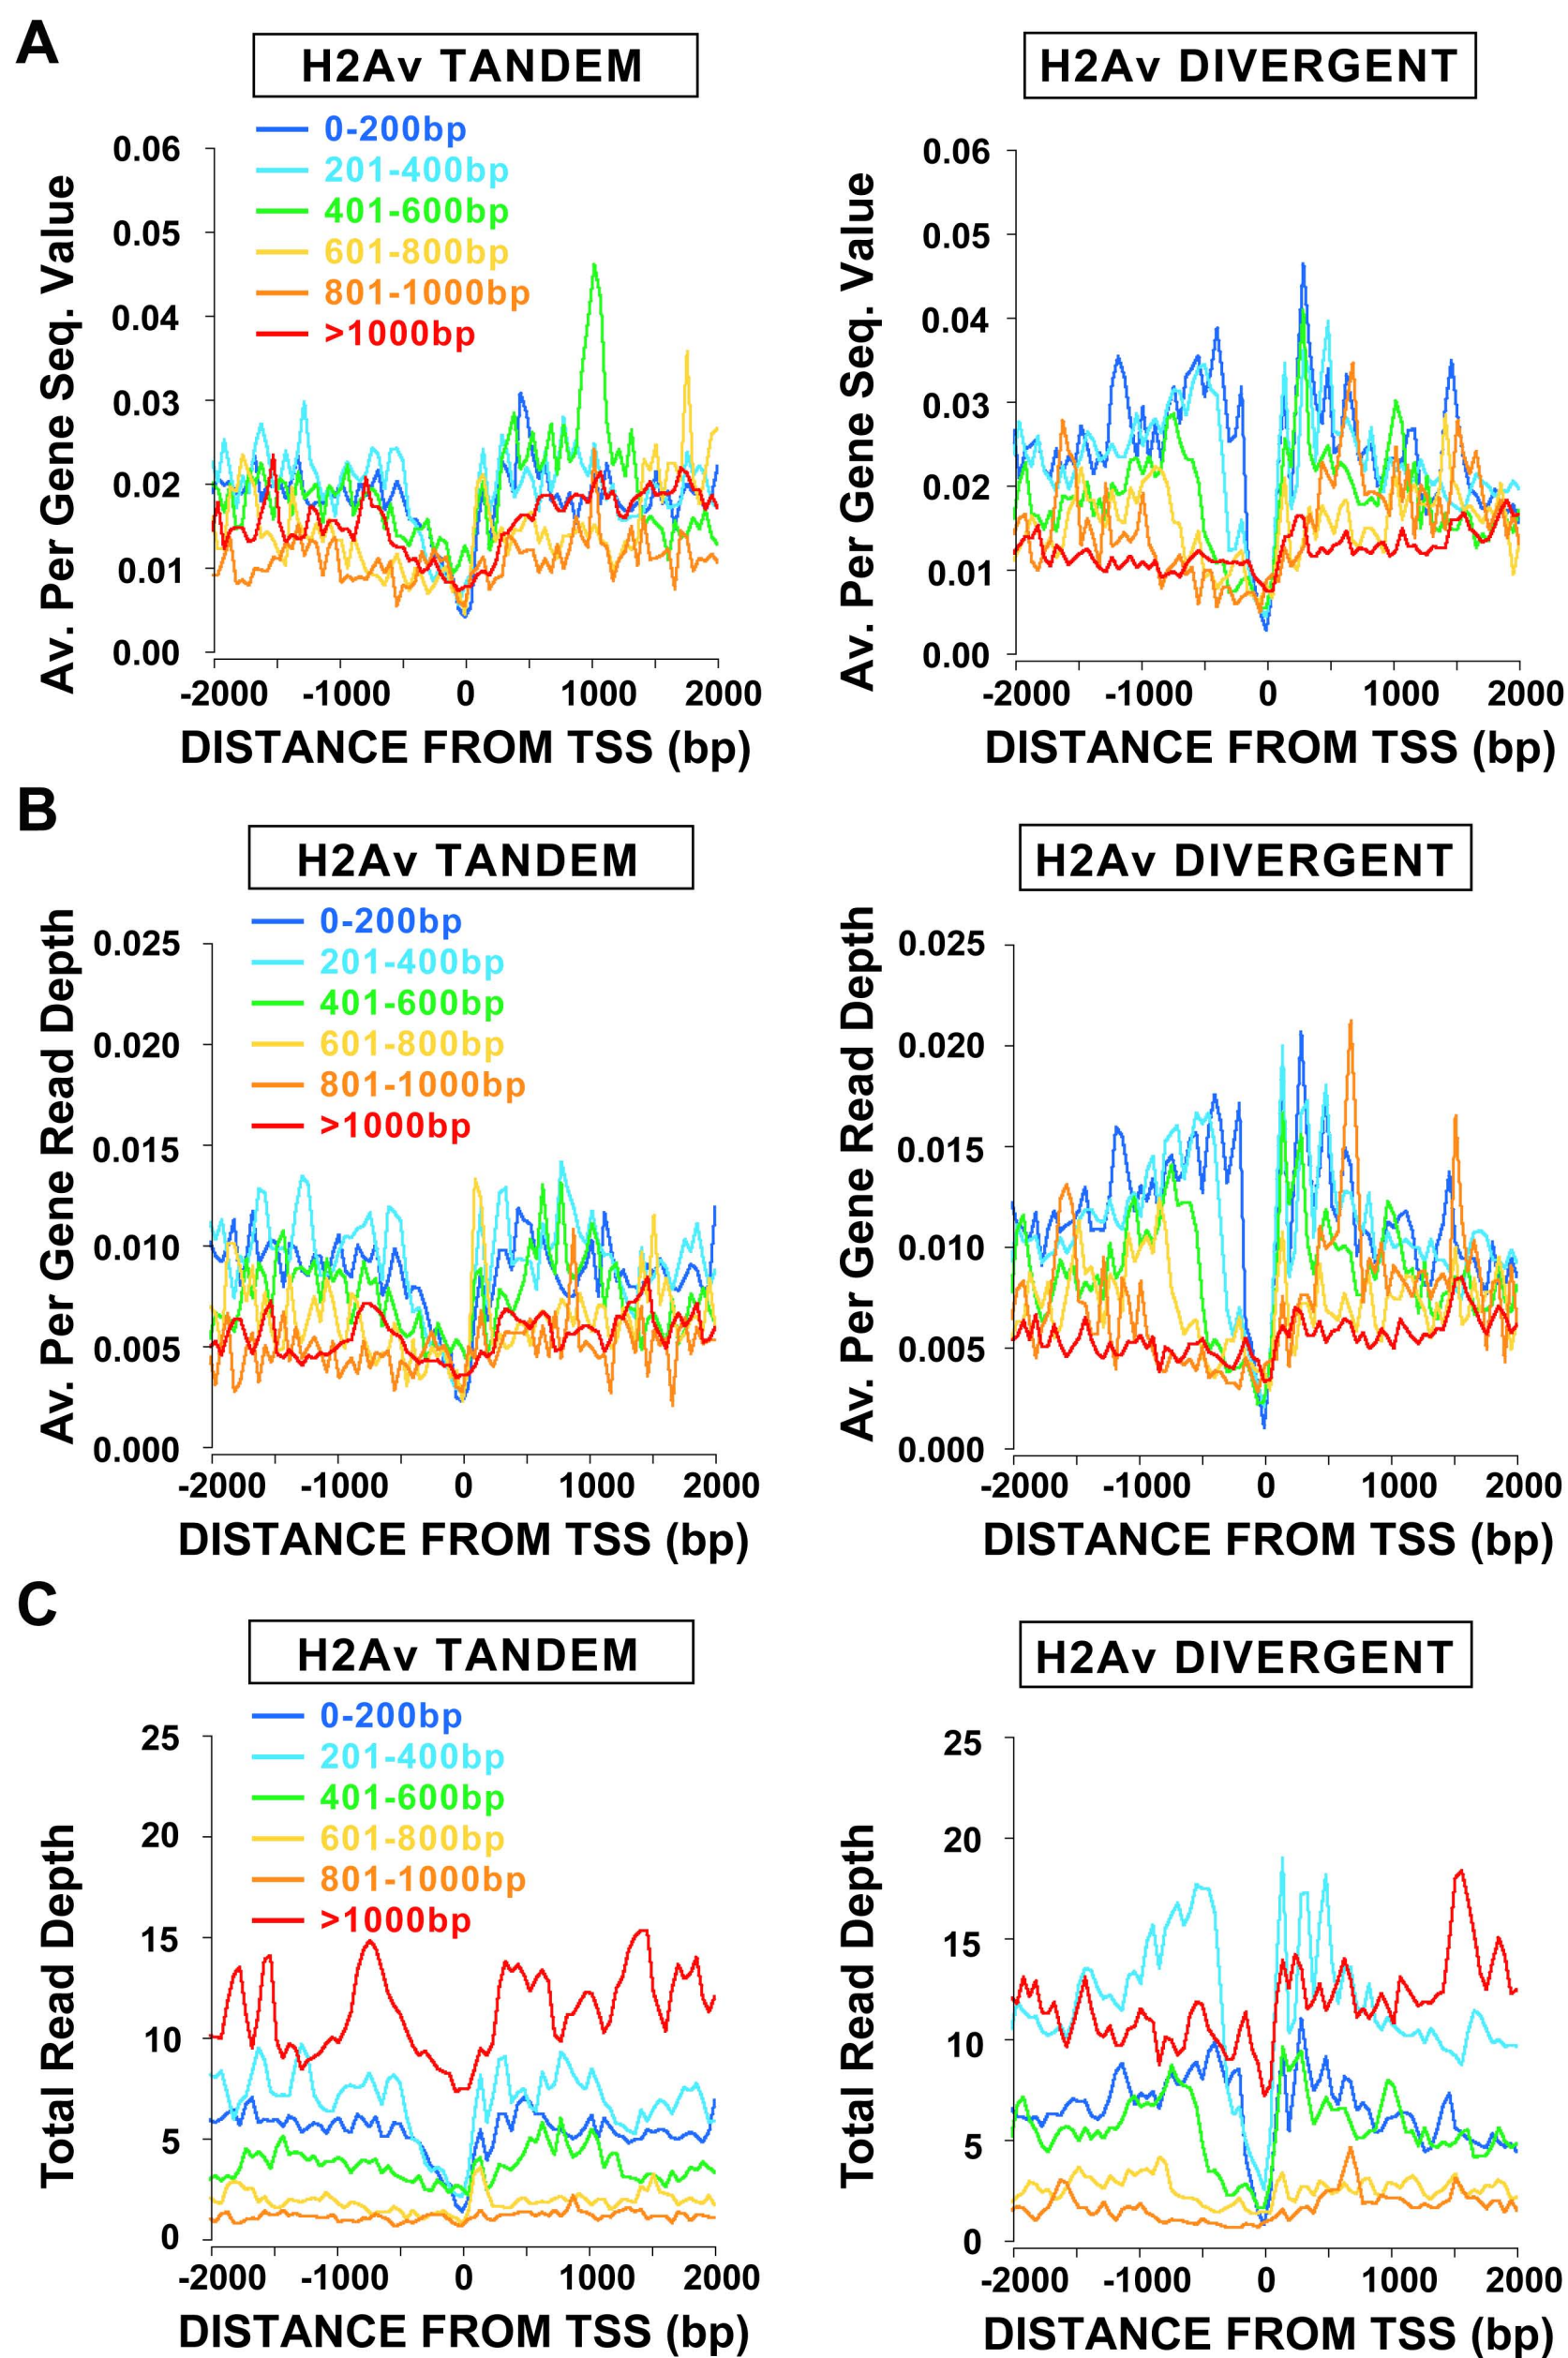 A
H2Av TANDEM
0-200bp
201-400bp
401-600bp
601-800bp
801-1000bp
>1000bp
Av. Per Gene Seq. Value
0.06
0.05
0.04
0.03
0.02
0.01
0.00
-2000 -1000 0 1000 2000
DISTANCE FROM TSS (bp)
H2Av DIVERGENT
Av. Per Gene Seq. Value
0.06
0.05
0.04
0.03
0.02
0.01
0.00
-2000 -1000 0 1000 2000
DISTANCE FROM TSS (bp)
B
H2Av TANDEM
0-200bp
201-400bp
401-600bp
601-800bp
801-1000bp
>1000bp
Av. Per Gene Read Depth
0.025
0.020
0.015
0.010
0.005
0.000
-2000 -1000 0 1000 2000
DISTANCE FROM TSS (bp)
H2Av DIVERGENT
Av. Per Gene Read Depth
0.025
0.020
0.015
0.010
0.005
0.000
-2000 -1000 0 1000 2000
DISTANCE FROM TSS (bp)
C
H2Av TANDEM
0-200bp
201-400bp
401-600bp
601-800bp
801-1000bp
>1000bp
Total Read Depth
25
20
15
10
5
0
-2000 -1000 0 1000 2000
DISTANCE FROM TSS (bp)
H2Av DIVERGENT
Total Read Depth
25
20
15
10
5
0
-2000 -1000 0 1000 2000
DISTANCE FROM TSS (bp)